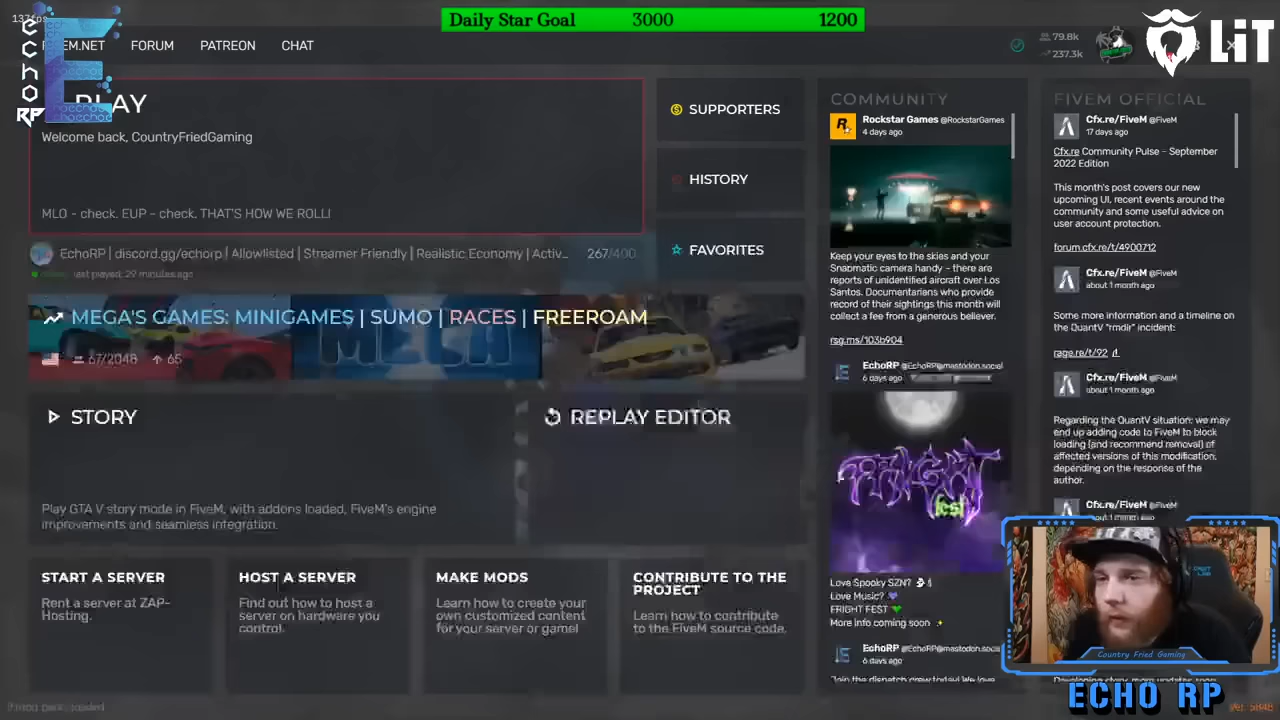 Daily Star Goal 3000 1200
FORUM
PATREON
CHAT
79.8k
237.3k
LiT
echo
RP
E
PLAY
Welcome back, CountryFriedGaming
MLO - check. EUP - check. THAT'S HOW WE ROLL!
EchoRP | discord.gg/echorp | Allowlisted | Streamer Friendly | Realistic Economy | Activ...
267/400
last played: 29 minutes ago
SUPPORTERS
HISTORY
FAVORITES
MEGA'S GAMES: MINIGAMES | SUMO | RACES | FREEROAM
67/2048
65
STORY
Play GTA V story mode in FiveM, with addons loaded, FiveM's engine
improvements and seamless integration.
REPLAY EDITOR
START A SERVER
Rent a server at ZAP-
Hosting.
HOST A SERVER
Find out how to host a
server on hardware you
control.
MAKE MODS
Learn how to create your
own customized content
for your server or game!
CONTRIBUTE TO THE
PROJECT
Learn how to contribute
to the FiveM source code.
COMMUNITY
Rockstar Games @RockstarGames
4 days ago
Keep your eyes to the skies and your
Snapmatic camera handy - there are
reports of unidentified aircraft over Los
Santos. Documentarians who provide
record of their sightings this month will
collect a fee from a generous believer.
rsg.ms/103b904
EchoRP @EchoRP@mastodon.social
6 days ago
FRIGHT
fest
Love Spooky SZN?
Love Music?
FRIGHT FEST
More info coming soon
EchoRP @EchoRP@mastodon.socia
6 days ago
Join the dispatch crew today! We love
FIVEM OFFICIAL
Cfx.re/FiveM @FiveM
17 days ago
Cfx.re Community Pulse - September
2022 Edition
This month's post covers our new
upcoming UI, recent events around the
community and some useful advice on
user account protection.
forum.cfx.re/t/4900712
Cfx.re/FiveM @FiveM
about 1 month ago
Some more information and a timeline on
the QuantV "rmdir" incident:
rage.re/t/92
Cfx.re/FiveM @FiveM
about 1 month ago
Regarding the QuantV situation: we may
end up adding code to FiveM to block
loading (and recommend removal) of
affected versions of this modification,
depending on the response of the
author.
Cfx.re/FiveM @FiveM
about 1 month ago
Country Fried Gaming
ECHO RP